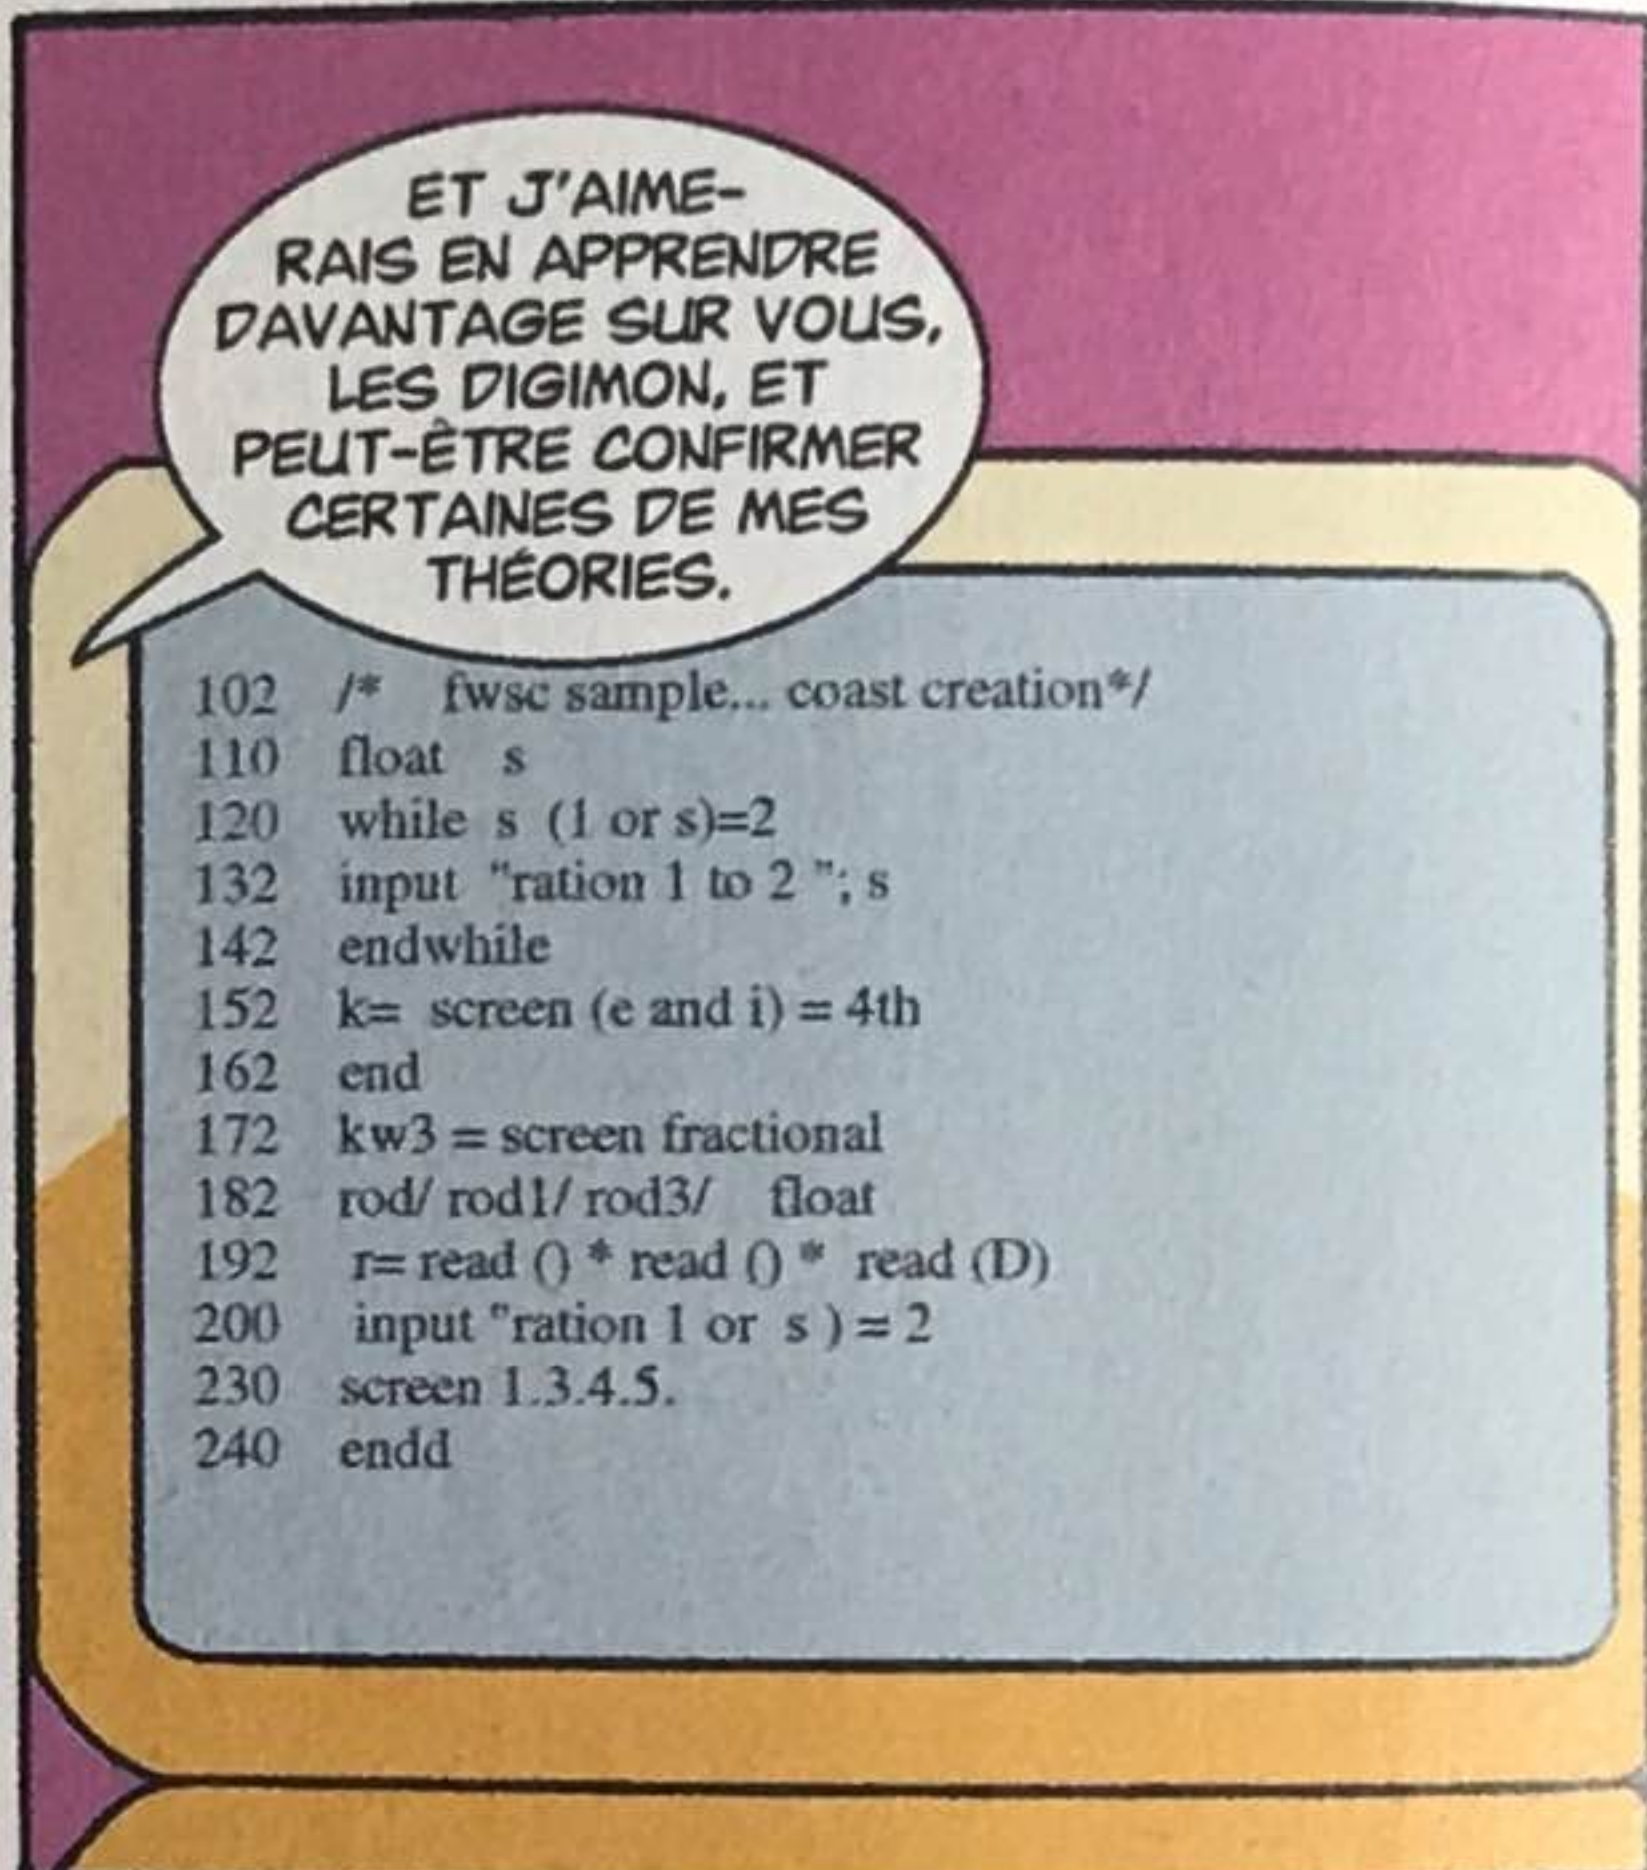 ET J'AIME-
RAIS EN APPRENDRE
DAVANTAGE SUR VOUS,
LES DIGIMON, ET
PEUT-ÊTRE CONFIRMER
CERTAINES DE MES
THÉORIES.
102 /* fwsc sample... coast creation*/
110 float s
120 while s (1 or s)=2
132 input "ration 1 to 2 "; s
142 endwhile
152 k= screen (e and i) = 4th
162 end
172 kw3 = screen fractional
182 rod/ rod1/ rod3/ float
192 r= read () * read () * read (D)
200 input "ration 1 or s ) = 2
230 screen 1.3.4.5.
240 endd